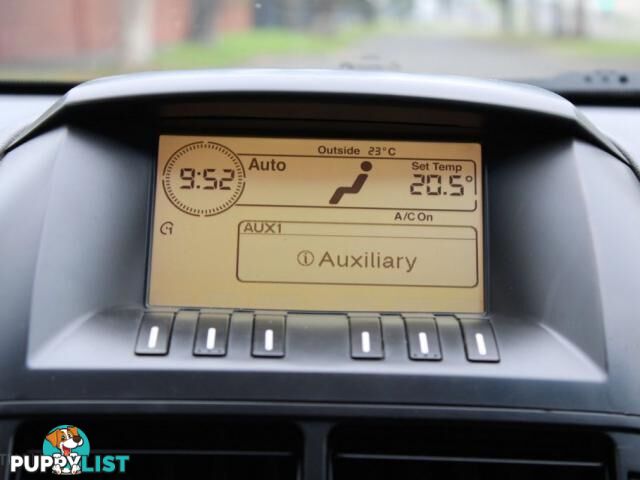 Outside 23°C
9:52
Auto
Set Temp
20.5°
A/C On
AUX1
i Auxiliary
PUPPYLIST